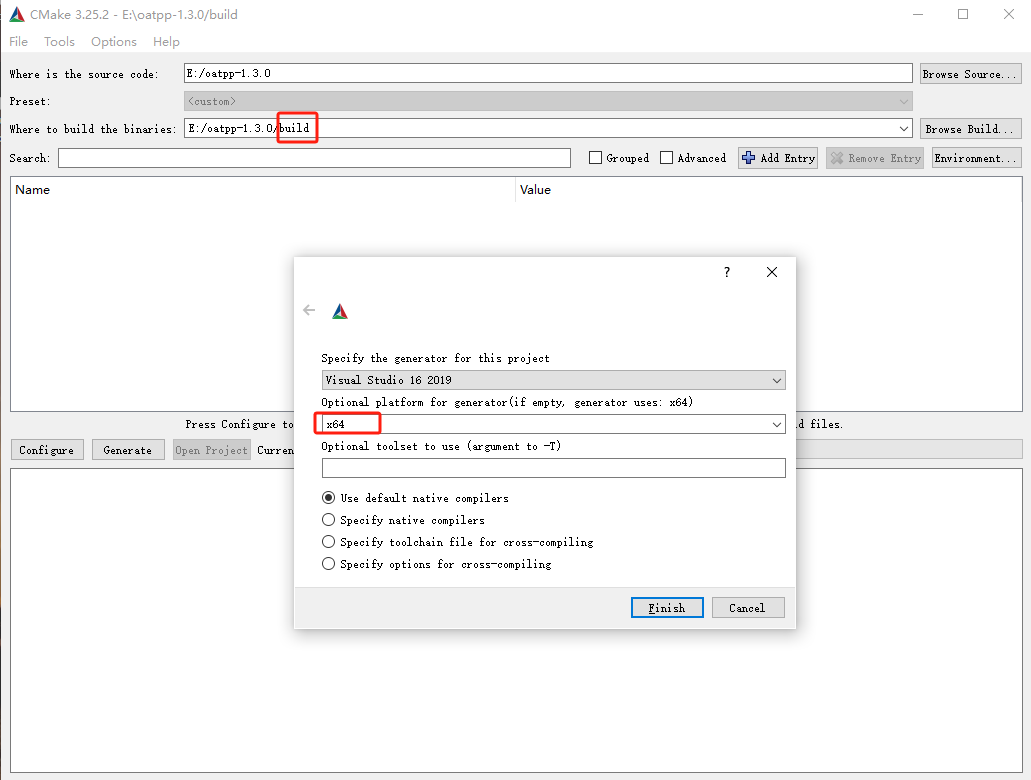 CMake 3.25.2 - E:\oatpp-1.3.0/build
File Tools Options Help
Where is the source code: E:/oatpp-1.3.0 Browse Source...
Preset: <custom>
Where to build the binaries: E:/oatpp-1.3.0/build Browse Build...
Search: Grouped Advanced Add Entry Remove Entry Environment...
Name Value
?
Specify the generator for this project
Visual Studio 16 2019
Optional platform for generator(if empty, generator uses: x64)
x64
Optional toolset to use (argument to -T)
Use default native compilers
Specify native compilers
Specify toolchain file for cross-compiling
Specify options for cross-compiling
Finish Cancel
Press Configure to d files.
Configure Generate Open Project Curren